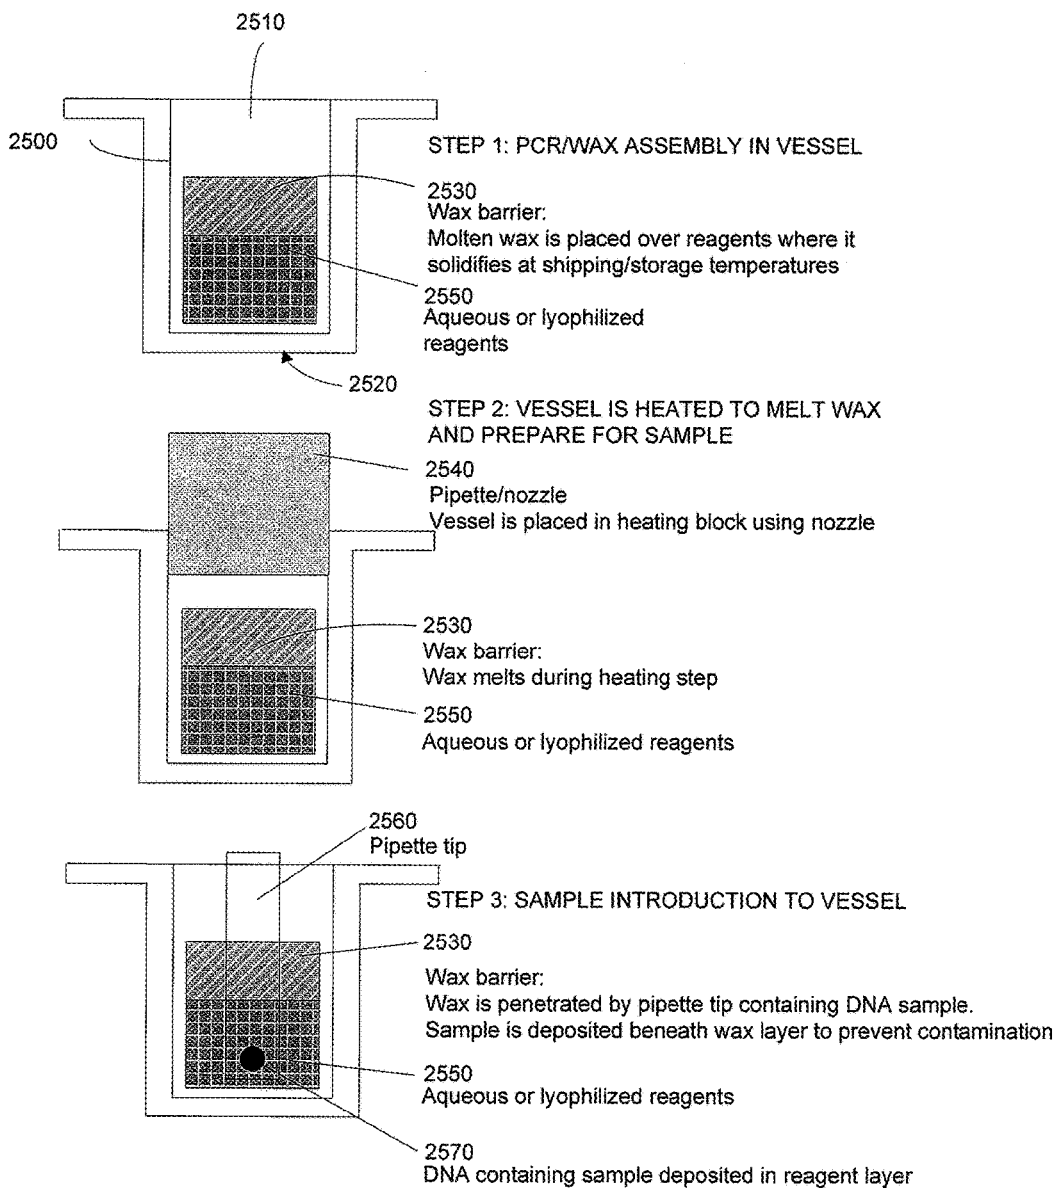 2510
2500
STEP 1: PCR/WAX ASSEMBLY IN VESSEL
2530
Wax barrier:
Molten wax is placed over reagents where it
solidifies at shipping/storage temperatures
2550
Aqueous or lyophilized
reagents
2520
STEP 2: VESSEL IS HEATED TO MELT WAX
AND PREPARE FOR SAMPLE
2540
Pipette/nozzle
Vessel is placed in heating block using nozzle
2530
Wax barrier:
Wax melts during heating step
2550
Aqueous or lyophilized reagents
2560
Pipette tip
STEP 3: SAMPLE INTRODUCTION TO VESSEL
2530
Wax barrier:
Wax is penetrated by pipette tip containing DNA sample.
Sample is deposited beneath wax layer to prevent contamination
2550
Aqueous or lyophilized reagents
2570
DNA containing sample deposited in reagent layer